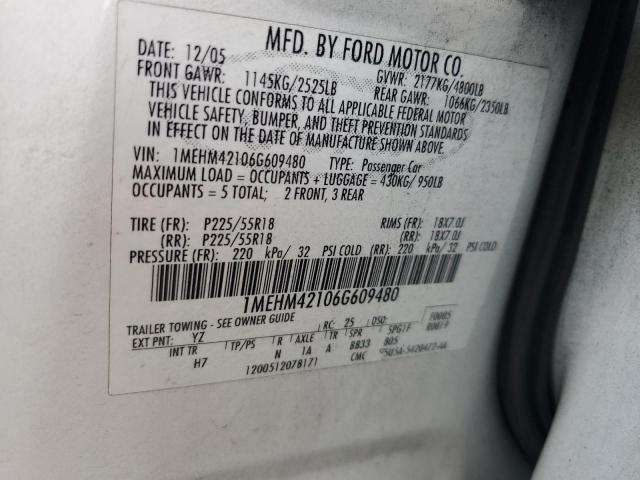 MFD. BY FORD MOTOR CO.
DATE: 12/05 GVWR: 2177KG/4800LB
FRONT GAWR: 1145KG/2525LB REAR GAWR: 1066KG/2350LB
THIS VEHICLE CONFORMS TO ALL APPLICABLE FEDERAL MOTOR
VEHICLE SAFETY, BUMPER, AND THEFT PREVENTION STANDARDS
IN EFFECT ON THE DATE OF MANUFACTURE SHOWN ABOVE.
VIN: 1MEHM42106G609480 TYPE: Passenger Car
MAXIMUM LOAD = OCCUPANTS + LUGGAGE = 430KG/ 950LB
OCCUPANTS = 5 TOTAL; 2 FRONT, 3 REAR
TIRE (FR): P225/55R18 RIMS (FR): 18X7.0J
(RR): P225/55R18 (RR): 18X7.0J
PRESSURE (FR): 220 kPa/ 32 PSI COLD (RR): 220 kPa/ 32 PSI COLD
1MEHM42106G609480
TRAILER TOWING - SEE OWNER GUIDE
EXT PNT: YZ RC: 25 DSO: F0005
R0019
INT TR TP/PS R AXLE TR SPR SPGTF
H7 N 1A A BB33 BD5
1200512078171 CMC